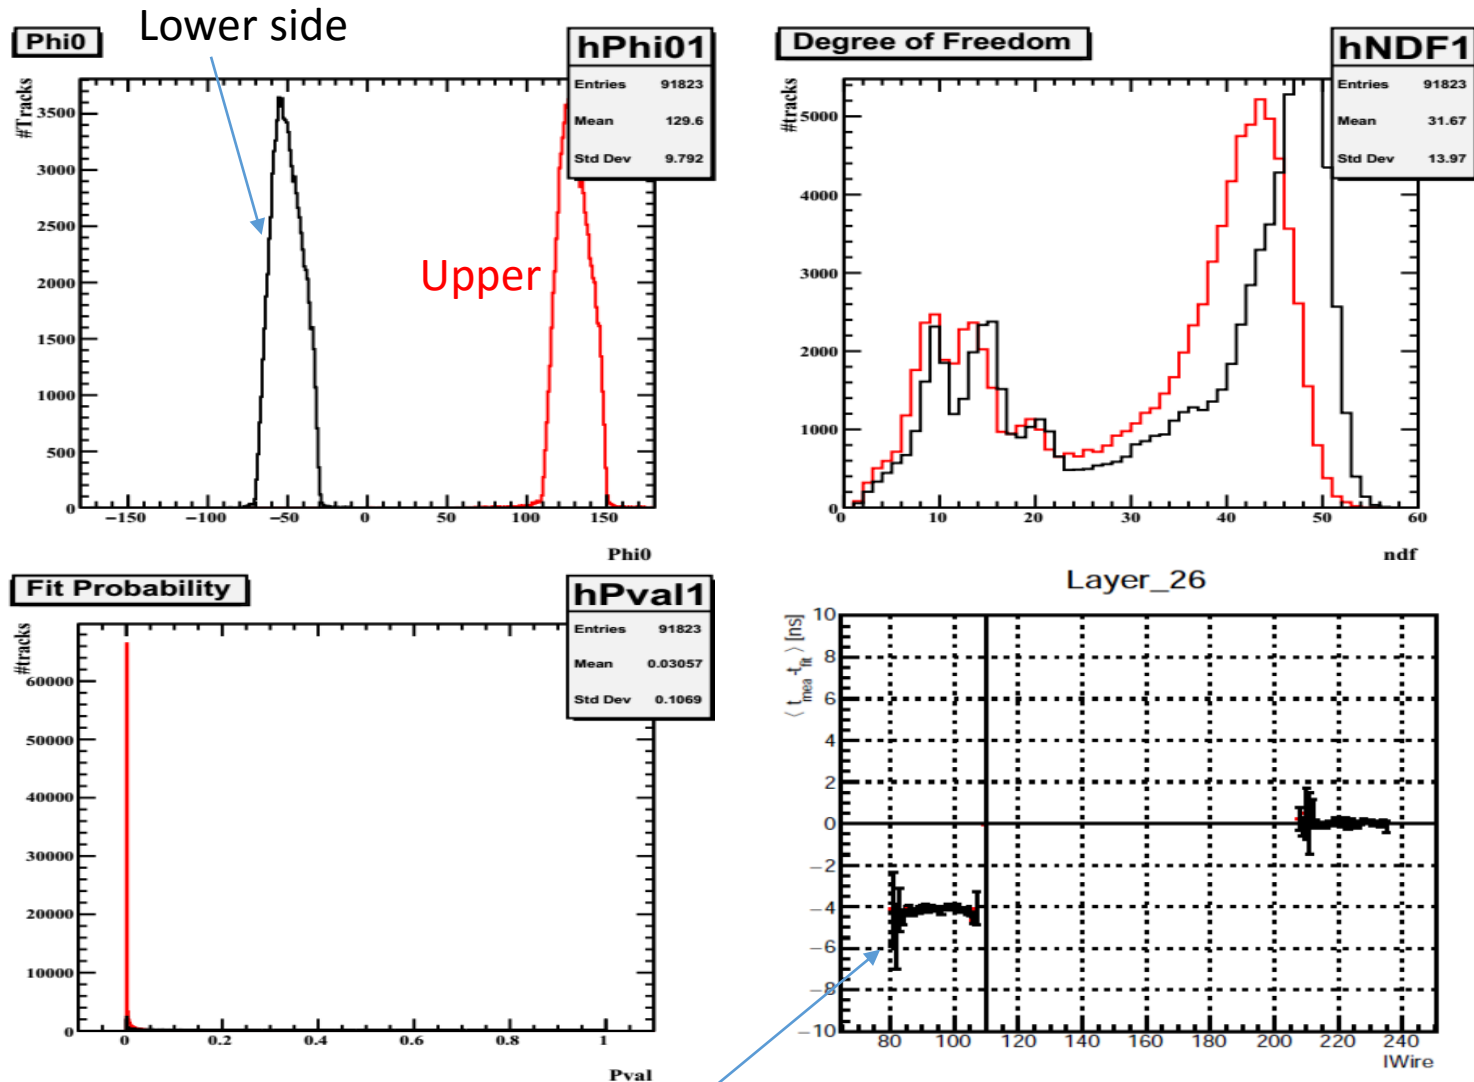 Lower side
Phi0
hPhi01
Entries 91823
Mean 129.6
Std Dev 9.792
#Tracks
3500
3000
2500
2000
1500
1000
500
0
−150 −100 −50 0 50 100 150
Phi0
Upper
Degree of Freedom
hNDF1
Entries 91823
Mean 31.67
Std Dev 13.97
#tracks
5000
4000
3000
2000
1000
0
0 10 20 30 40 50 60
ndf
Fit Probability
hPval1
Entries 91823
Mean 0.03057
Std Dev 0.1069
#tracks
60000
50000
40000
30000
20000
10000
0
0 0.2 0.4 0.6 0.8 1
Pval
Layer_26
⟨ t_mea -t_fit ⟩ [ns]
10
8
6
4
2
0
−2
−4
−6
−8
−10
80 100 120 140 160 180 200 220 240
IWire